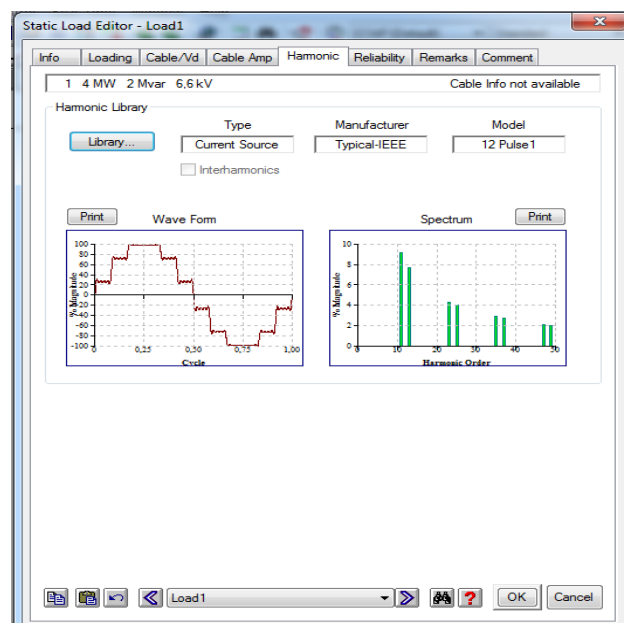 Static Load Editor - Load1
Info Loading Cable/Vd Cable Amp Harmonic Reliability Remarks Comment
1 4 MW 2 Mvar 6,6 kV Cable Info not available
Harmonic Library
Type Manufacturer Model
Library... Current Source Typical-IEEE 12 Pulse1
Interharmonics
Print Wave Form Spectrum Print
100
80
60
40
20
0
-20
-40
-60
-80
-100
% Magnitude
0 0,25 0,50 0,75 1,00
Cycle
10
8
6
4
2
0
% Magnitude
0 10 20 30 40 50
Harmonic Order
Load1 ? OK Cancel